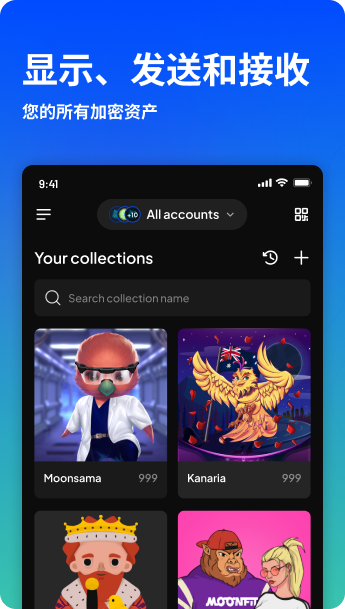 显示、发送和接收
您的所有加密资产
9:41
+10 All accounts
Your collections
Search collection name
Moonsama 999
Kanaria 999